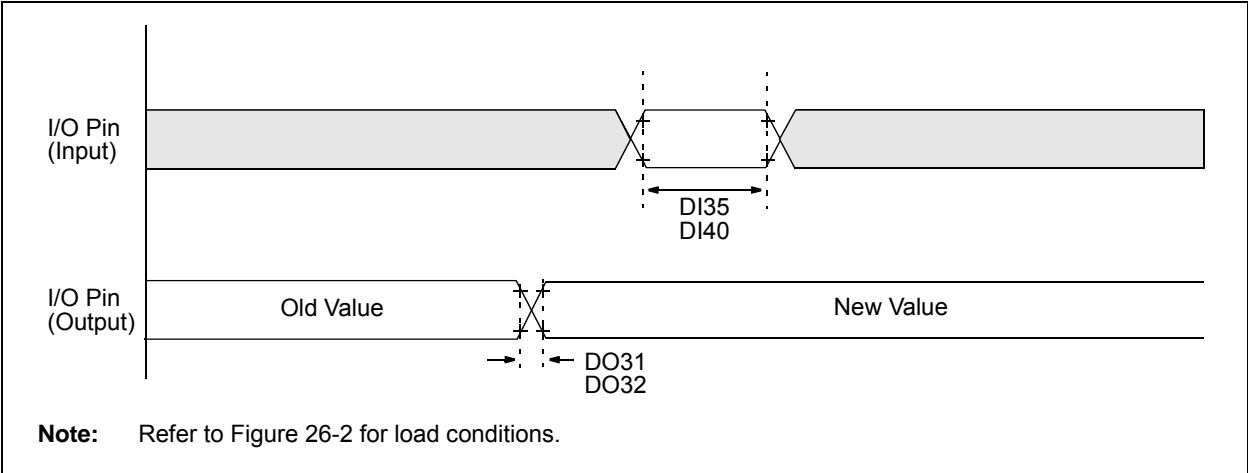 I/O Pin
(Input)
DI35
DI40
I/O Pin
(Output)
Old Value
New Value
DO31
DO32
Note: Refer to Figure 26-2 for load conditions.